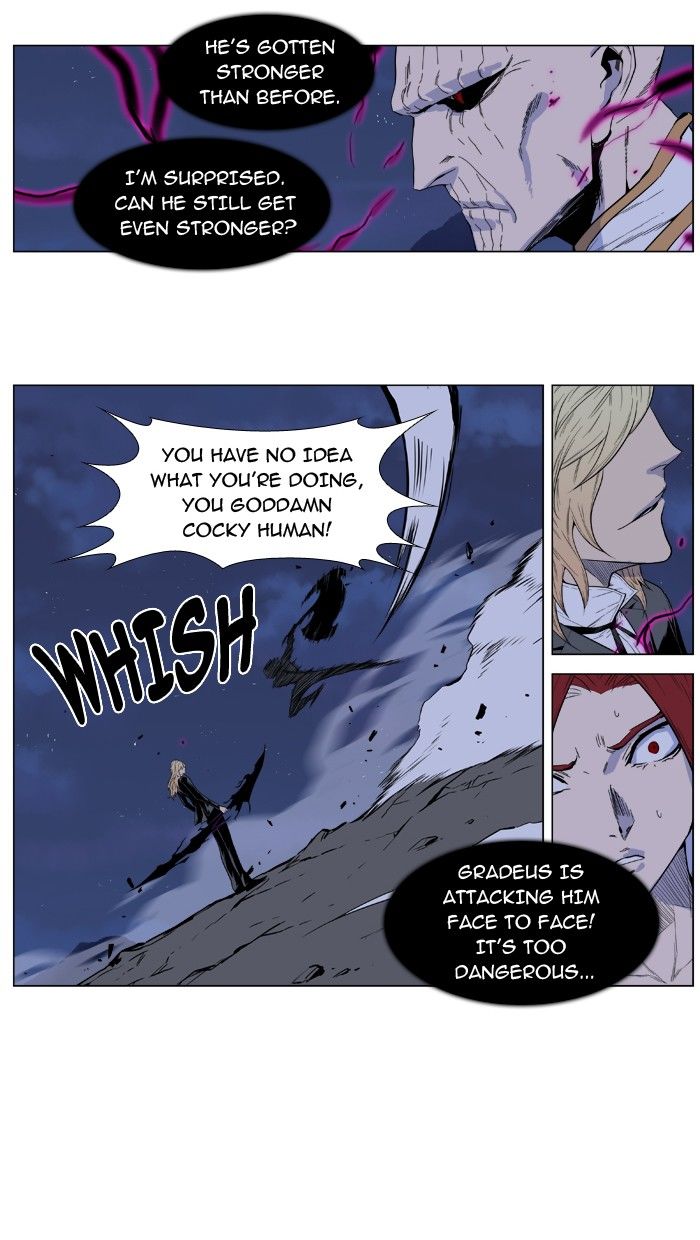 HE'S GOTTEN
STRONGER
THAN BEFORE.
I'M SURPRISED.
CAN HE STILL GET
EVEN STRONGER?
YOU HAVE NO IDEA
WHAT YOU'RE DOING,
YOU GODDAMN
COCKY HUMAN!
WHISH
GRADEUS IS
ATTACKING HIM
FACE TO FACE!
IT'S TOO
DANGEROUS...